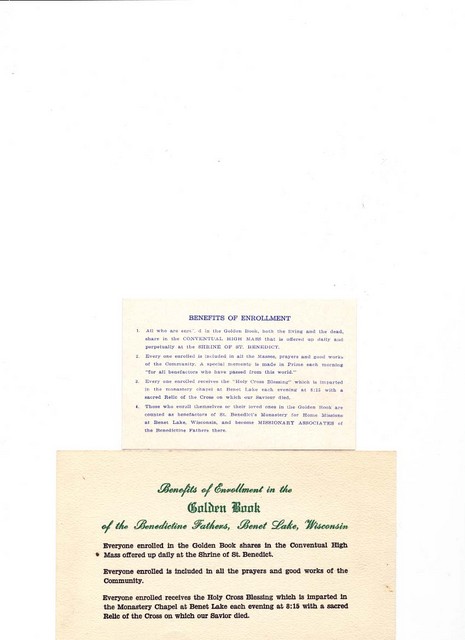 BENEFITS OF ENROLLMENT
1. All who are in the Golden Book, both the living and the dead,
share in the CONVENTUAL HIGH MASS that is offered up daily and
perpetually at the SHRINE OF ST. BENEDICT.
2. Every one enrolled is included in all the Masses, prayers and good works
of the Community. A special memento is made in Prime each morning
"for all benefactors who have passed from this world."
3. Every one enrolled receives the "Holy Cross Blessing" which is imparted
in the monastery chapel at Benet Lake each evening at 8:15 with a
sacred Relic of the Cross on which our Saviour died.
4. Those who enroll themselves or their loved ones in the Golden Book are
counted as benefactors of St. Benedict's Monastery for Home Missions
at Benet Lake, Wisconsin, and become MISSIONARY ASSOCIATES of
the Benedictine Fathers there.
Benefits of Enrollment in the
Golden Book
of the Benedictine Fathers, Benet Lake, Wisconsin
Everyone enrolled in the Golden Book shares in the Conventual High
Mass offered up daily at the Shrine of St. Benedict.
Everyone enrolled is included in all the prayers and good works of the
Community.
Everyone enrolled receives the Holy Cross Blessing which is imparted in
the Monastery Chapel at Benet Lake each evening at 8:15 with a sacred
Relic of the Cross on which our Savior died.